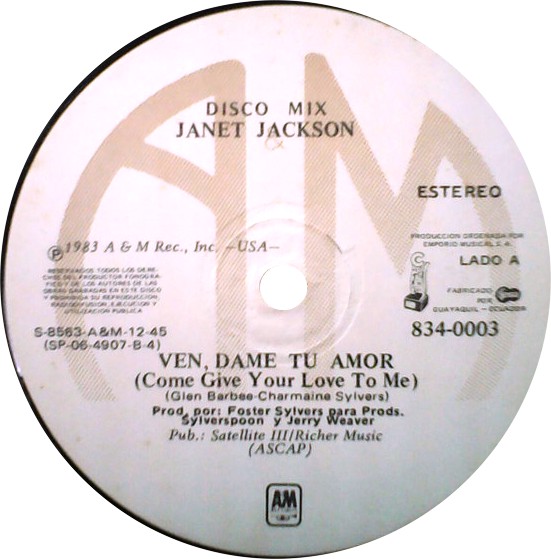 DISCO MIX
JANET JACKSON
ESTEREO
℗ 1983 A & M Rec., Inc. -USA-
RESERVADOS TODOS LOS DERE-
CHOS DEL PRODUCTOR FONOGRA-
FICO Y DE LOS AUTORES DE LAS
OBRAS GRABADAS EN ESTE DISCO
Y PROHIBIDA SU REPRODUCCION,
RADIODIFUSION, EJECUCION Y
UTILIZACION PUBLICA
PRODUCCION ORDENADA POR
EMPORIO MUSICAL S.A.
LADO A
FABRICADO
POR
GUAYAQUIL - ECUADOR
S-8563-A&M-12-45
(SP-06-4907-B-4)
834-0003
VEN, DAME TU AMOR
(Come Give Your Love To Me)
(Glen Barbee-Charmaine Sylvers)
Prod. por: Foster Sylvers para Prods.
Sylverspoon y Jerry Weaver
Pub.: Satellite III/Richer Music
(ASCAP)
AM